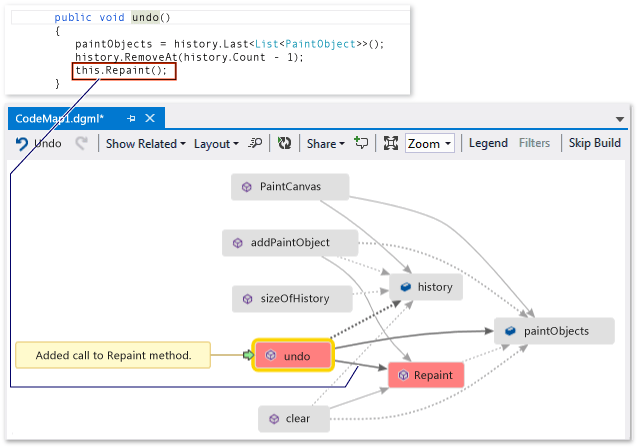 public void undo()
{
paintObjects = history.Last<List<PaintObject>>();
history.RemoveAt(history.Count - 1);
this.Repaint();
}
CodeMap1.dgml*
Undo Show Related Layout Share Zoom Legend Filters Skip Build
PaintCanvas
addPaintObject
history
sizeOfHistory
paintObjects
Added call to Repaint method.
undo
Repaint
clear